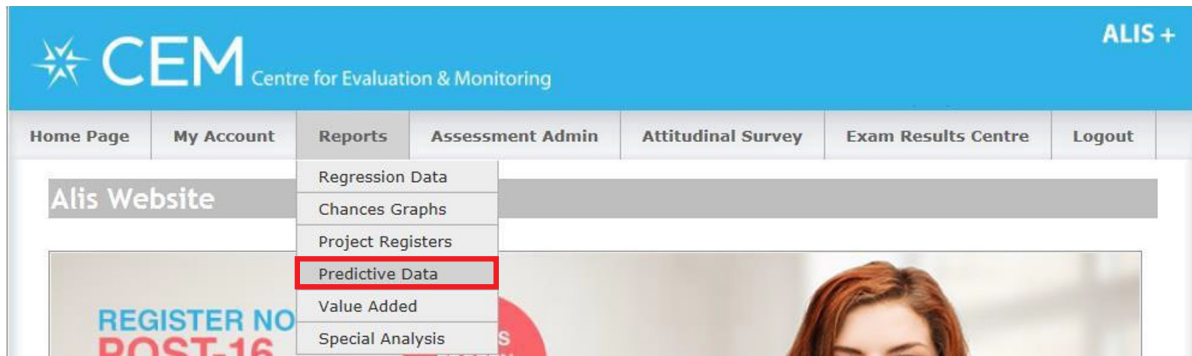 ALIS +
CEM Centre for Evaluation & Monitoring
Home Page My Account Reports Assessment Admin Attitudinal Survey Exam Results Centre Logout
Regression Data
Alis Website
Chances Graphs
Project Registers
Predictive Data
Value Added
REGISTER NO
Special Analysis
POST-16